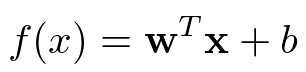 f(x) = w^T x + b